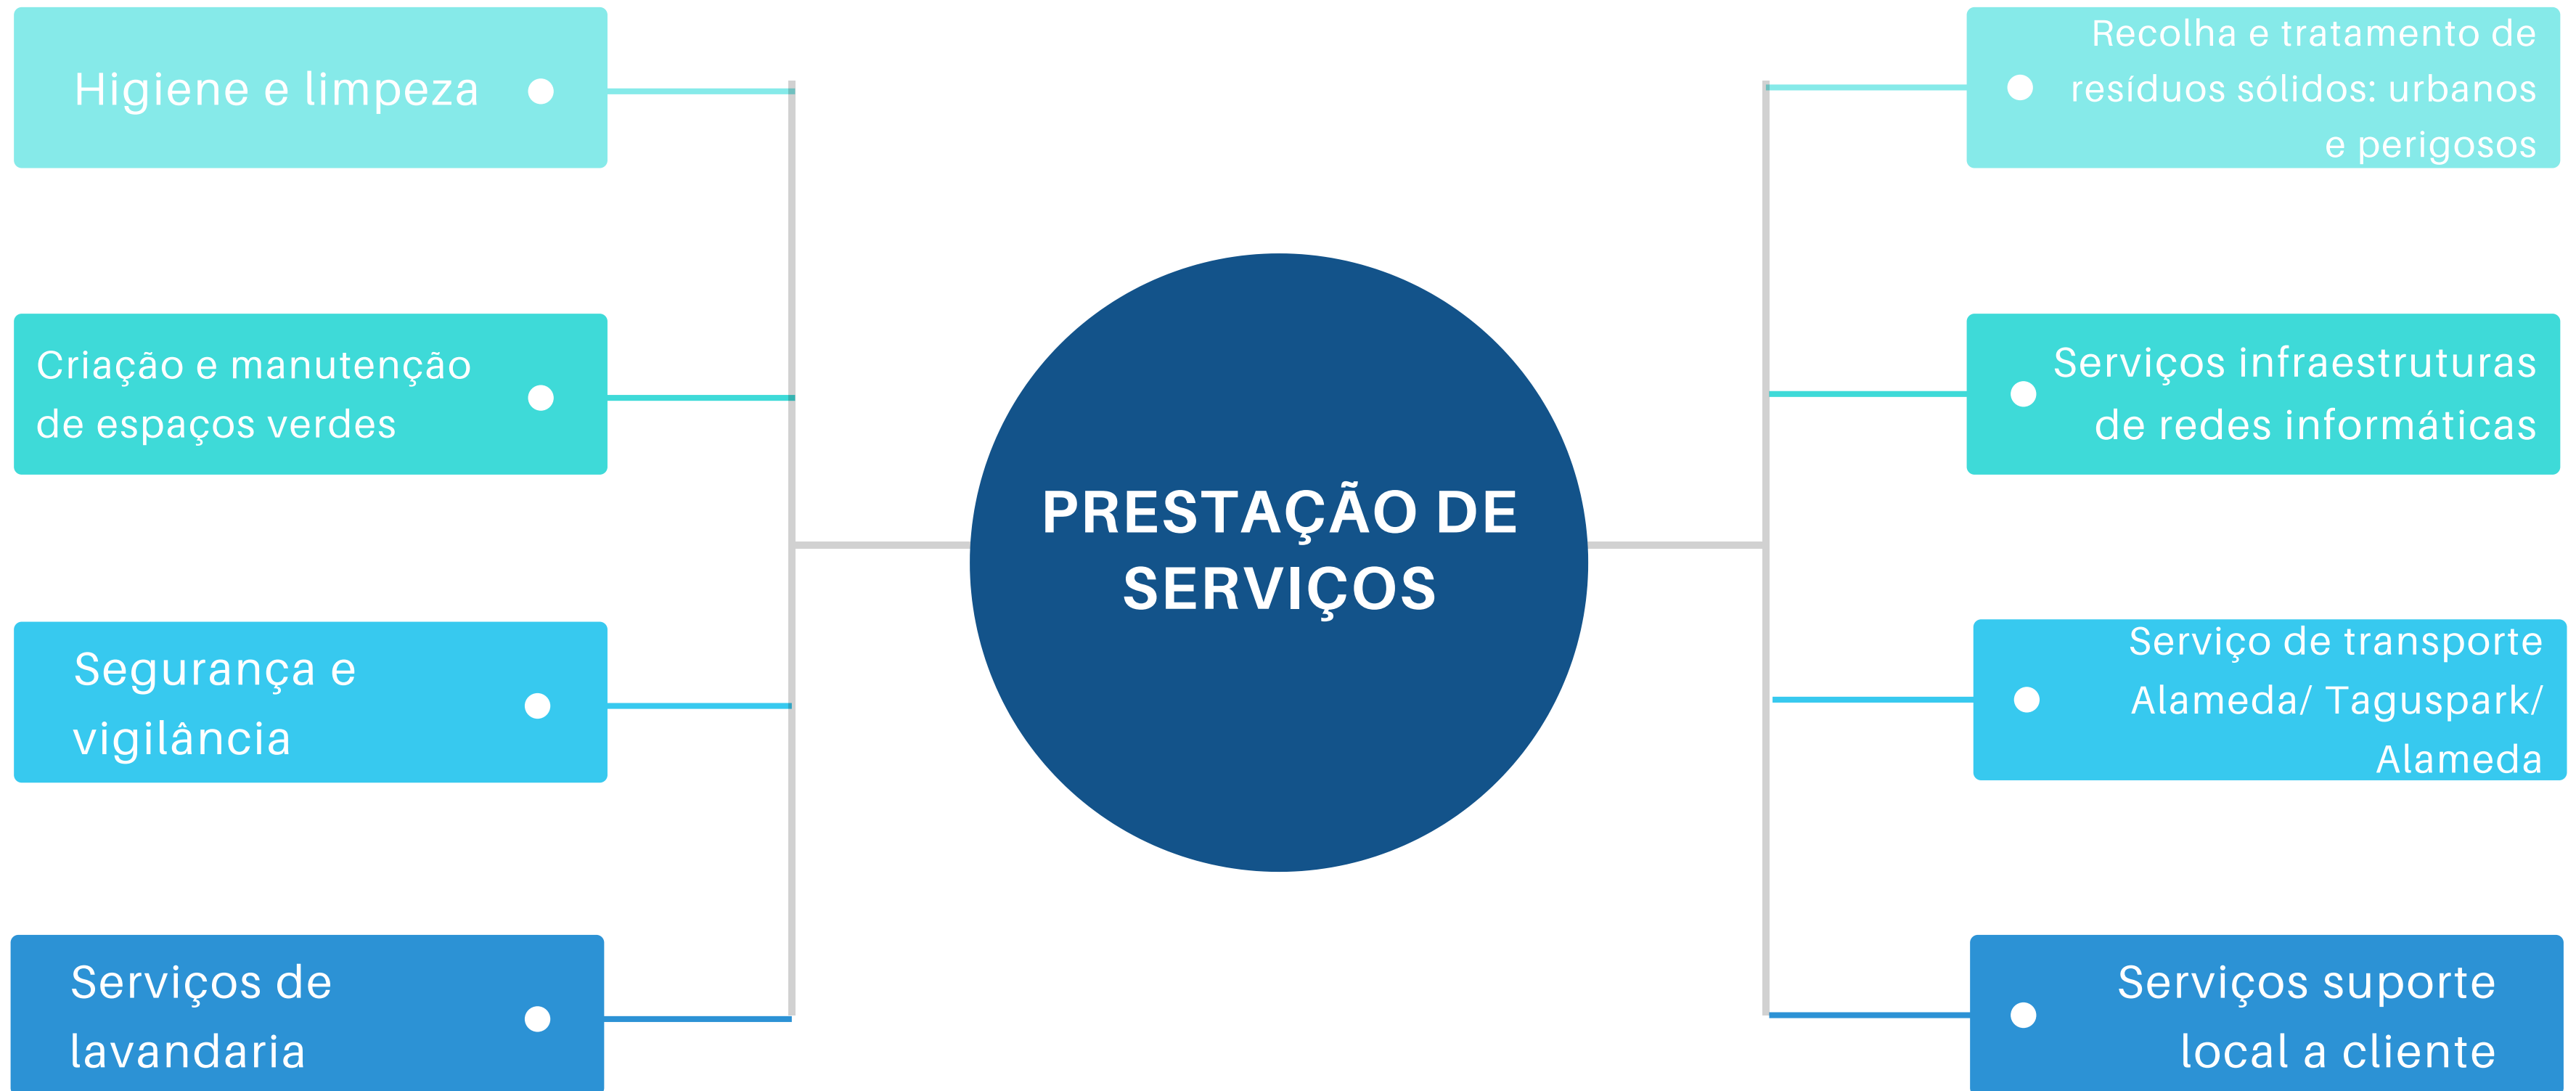 Higiene e limpeza
Criação e manutenção
de espaços verdes
Segurança e
vigilância
Serviços de
lavandaria
PRESTAÇÃO DE
SERVIÇOS
Recolha e tratamento de
resíduos sólidos: urbanos
e perigosos
Serviços infraestruturas
de redes informáticas
Serviço de transporte
Alameda/ Taguspark/
Alameda
Serviços suporte
local a cliente